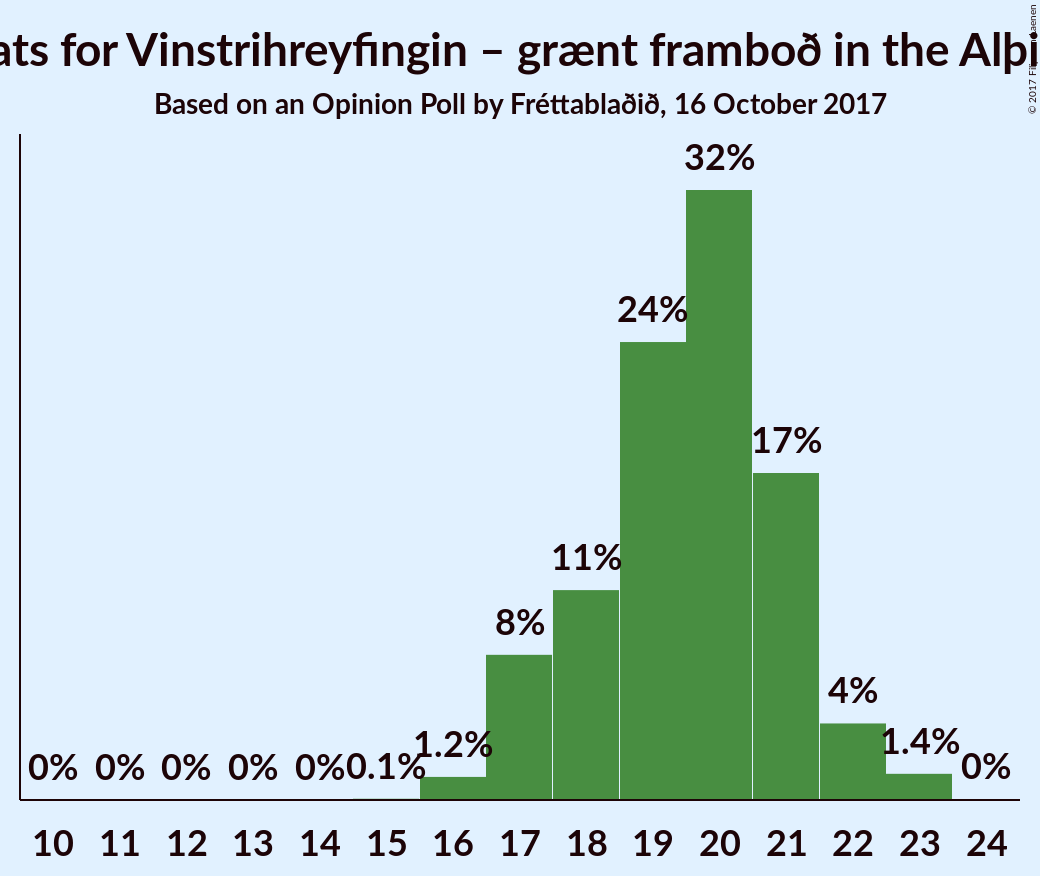 ats for Vinstrihreyfingin – grænt framboð in the Alþi
Based on an Opinion Poll by Fréttablaðið, 16 October 2017
32%
24%
17%
11%
8%
4%
1.2%
1.4%
0% 0% 0% 0% 0% 0.1% 0%
10 11 12 13 14 15 16 17 18 19 20 21 22 23 24
© 2017